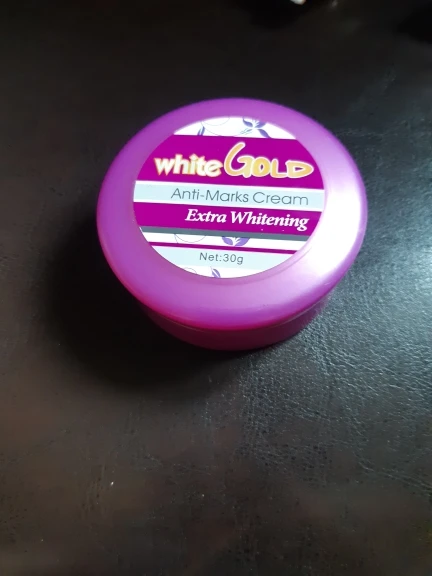 white GOLD
Anti-Marks Cream
Extra Whitening
Net:30g